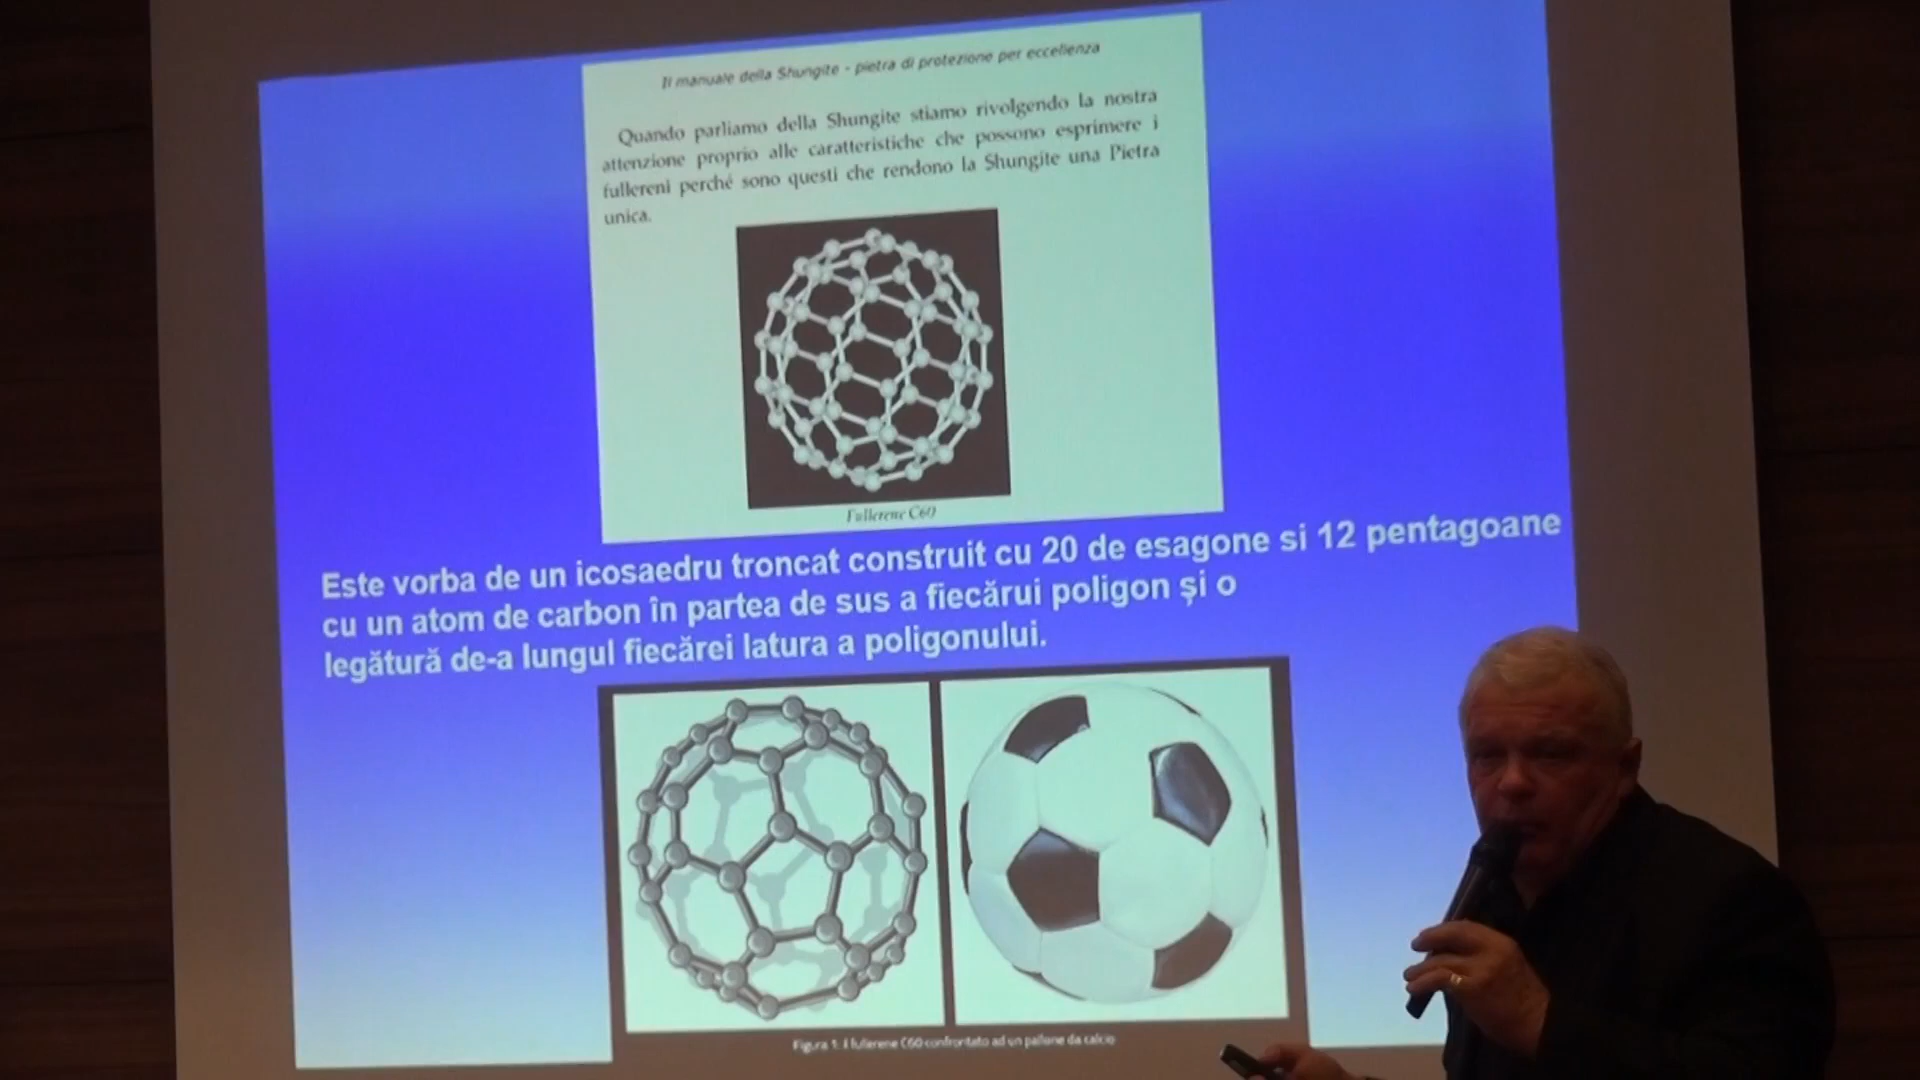 Il manuale della Shungite - pietra di protezione per eccellenza
Quando parliamo della Shungite stiamo rivolgendo la nostra
attenzione proprio alle caratteristiche che possono esprimere i
fullereni perché sono questi che rendono la Shungite una Pietra
unica.
Fullerene C60
Este vorba de un icosaedru troncat construit cu 20 de esagone si 12 pentagoane
cu un atom de carbon în partea de sus a fiecărui poligon și o
legătură de-a lungul fiecărei latura a poligonului.
Figura 1: il fullerene C60 confrontato ad un pallone da calcio